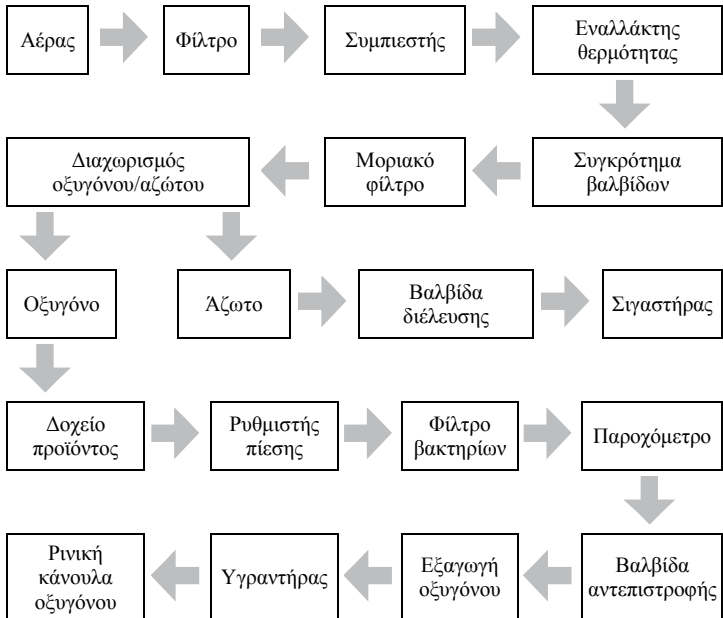 Αέρας
Φίλτρο
Συμπιεστής
Εναλλάκτης
θερμότητας
Διαχωρισμός
οξυγόνου/αζώτου
Μοριακό
φίλτρο
Συγκρότημα
βαλβίδων
Οξυγόνο
Άζωτο
Βαλβίδα
διέλευσης
Σιγαστήρας
Δοχείο
προϊόντος
Ρυθμιστής
πίεσης
Φίλτρο
βακτηρίων
Παροχόμετρο
Ρινική
κάνουλα
οξυγόνου
Υγραντήρας
Εξαγωγή
οξυγόνου
Βαλβίδα
αντεπιστροφής